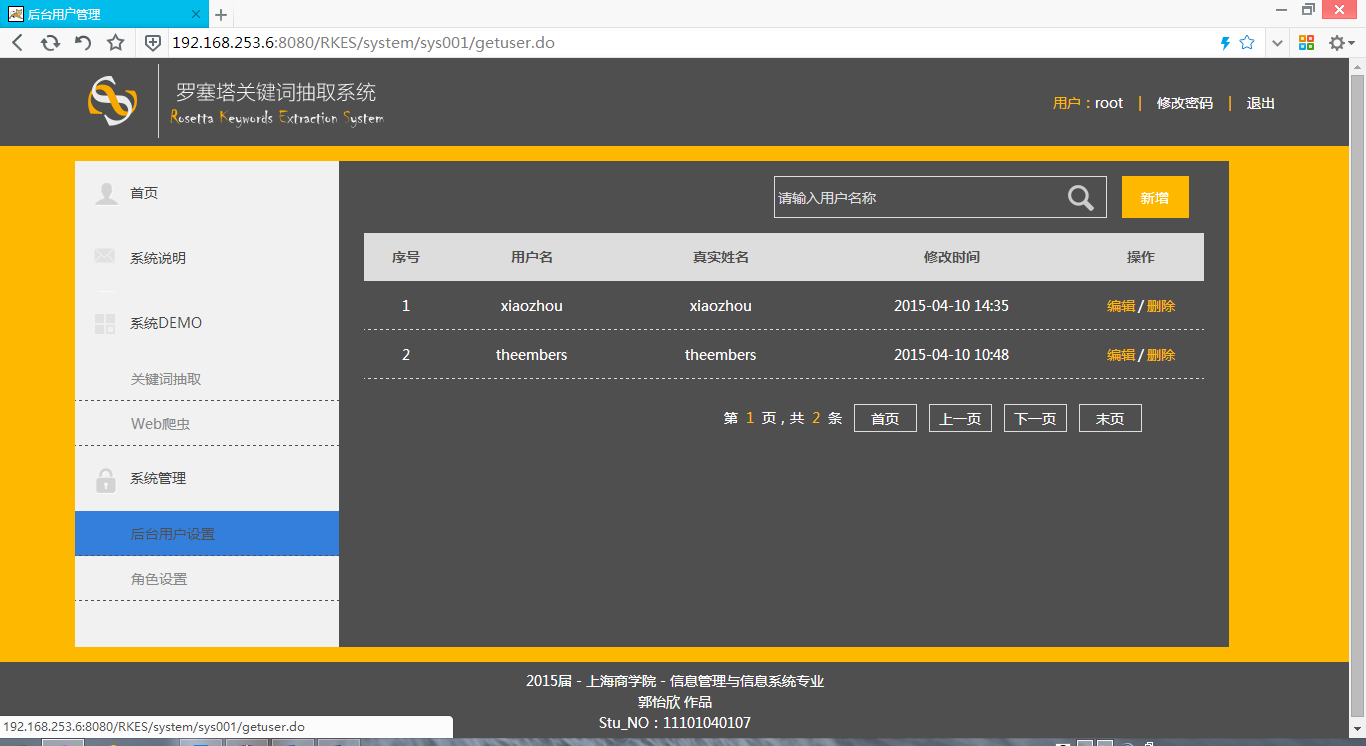 后台用户管理
192.168.253.6:8080/RKES/system/sys001/getuser.do
罗塞塔关键词抽取系统
Rosetta Keywords Extraction System
用户：root | 修改密码 | 退出
首页
系统说明
系统DEMO
关键词抽取
Web爬虫
系统管理
后台用户设置
角色设置
请输入用户名称 新增
序号 用户名 真实姓名 修改时间 操作
1 xiaozhou xiaozhou 2015-04-10 14:35 编辑/删除
2 theembers theembers 2015-04-10 10:48 编辑/删除
第 1 页,共 2 条 首页 上一页 下一页 末页
2015届 - 上海商学院 - 信息管理与信息系统专业
郭怡欣 作品
Stu_NO：11101040107
192.168.253.6:8080/RKES/system/sys001/getuser.do